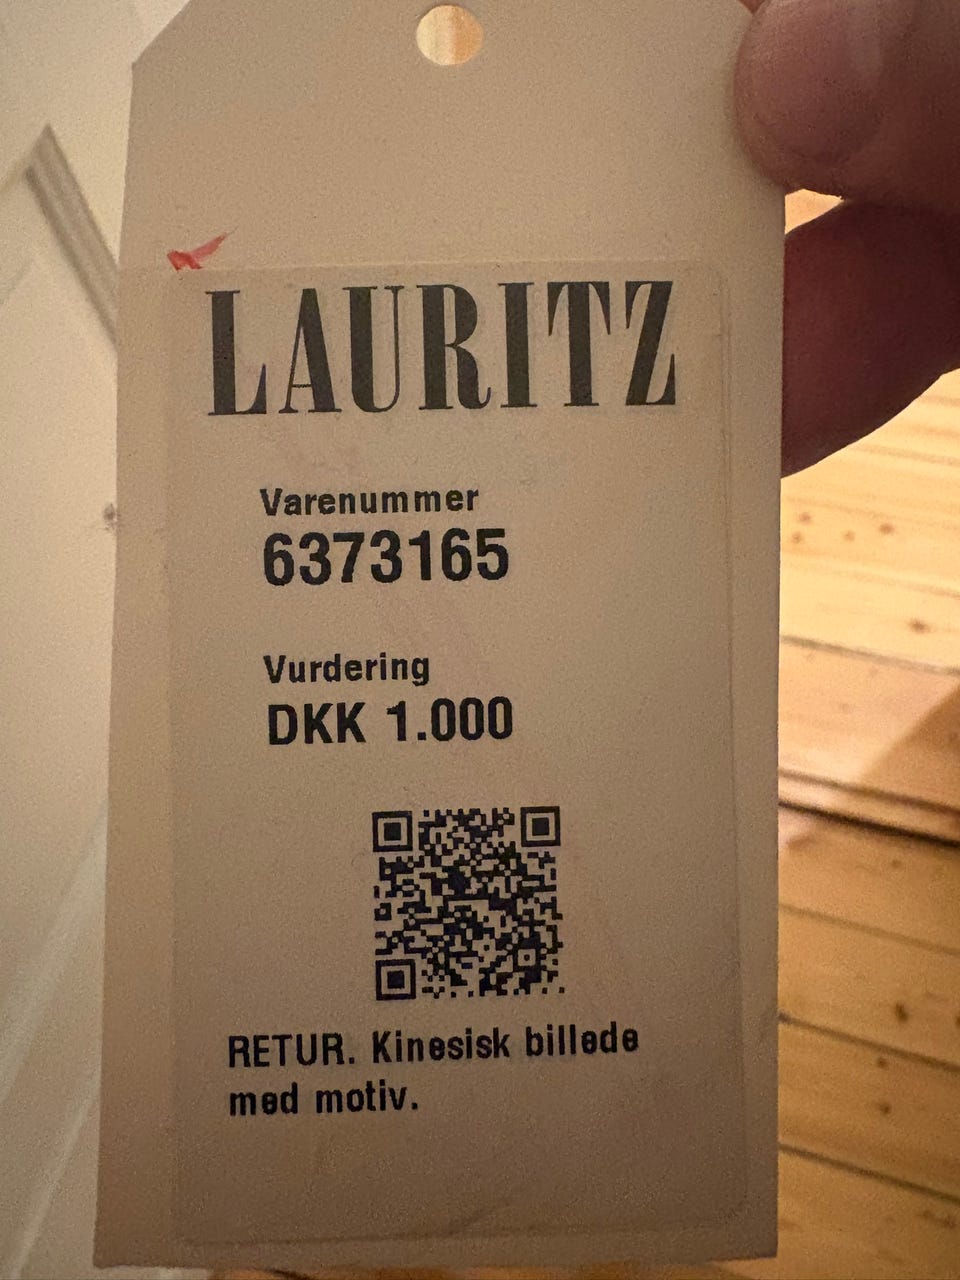 LAURITZ
Varenummer
6373165
Vurdering
DKK 1.000
RETUR. Kinesisk billede
med motiv.